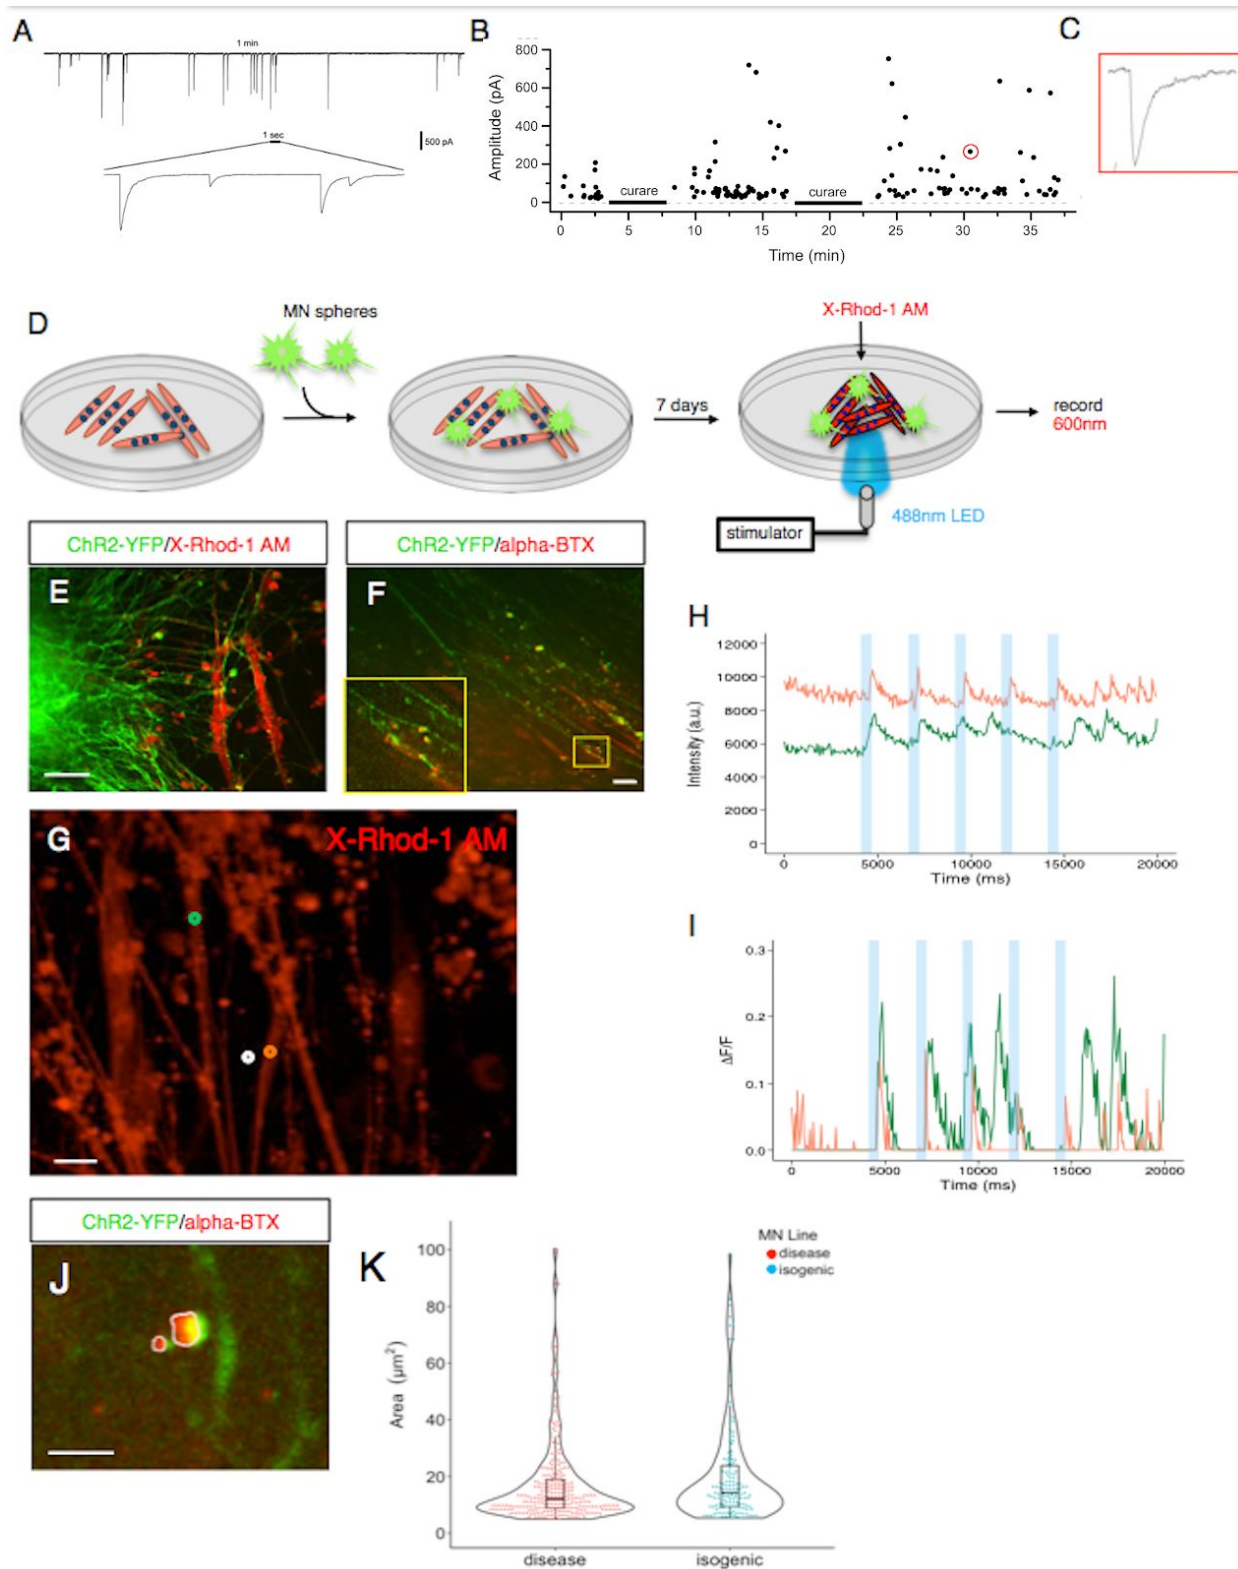 A
1 min
1 sec
500 pA
B
Amplitude (pA)
800
600
400
200
0
curare
curare
0
5
10
15
20
25
30
35
Time (min)
C
D
MN spheres
7 days
X-Rhod-1 AM
record
600nm
488nm LED
stimulator
ChR2-YFP/X-Rhod-1 AM
E
ChR2-YFP/alpha-BTX
F
G
X-Rhod-1 AM
H
Intensity (a.u.)
12000
10000
8000
6000
4000
2000
0
0
5000
10000
15000
20000
Time (ms)
I
ΔF/F
0.3
0.2
0.1
0.0
0
5000
10000
15000
20000
Time (ms)
ChR2-YFP/alpha-BTX
J
K
Area (µm²)
100
80
60
40
20
0
MN Line
disease
isogenic
disease
isogenic